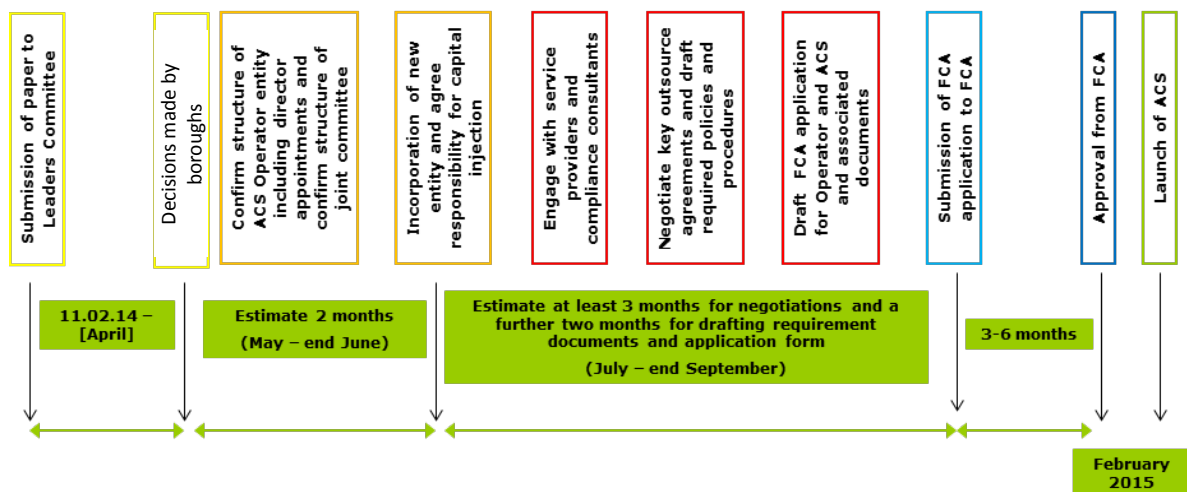 Submission of paper to
Leaders Committee
Decisions made by
boroughs
Confirm structure of
ACS Operator entity
including director
appointments and
confirm structure of
joint committee
Incorporation of new
entity and agree
responsibility for capital
injection
Engage with service
providers and
compliance consultants
Negotiate key outsource
agreements and draft
required policies and
procedures
Draft FCA application
for Operator and ACS
and associated
documents
Submission of FCA
application to FCA
Approval from FCA
Launch of ACS
11.02.14 –
[April]
Estimate 2 months
(May – end June)
Estimate at least 3 months for negotiations and a
further two months for drafting requirement
documents and application form
(July – end September)
3-6 months
February
2015